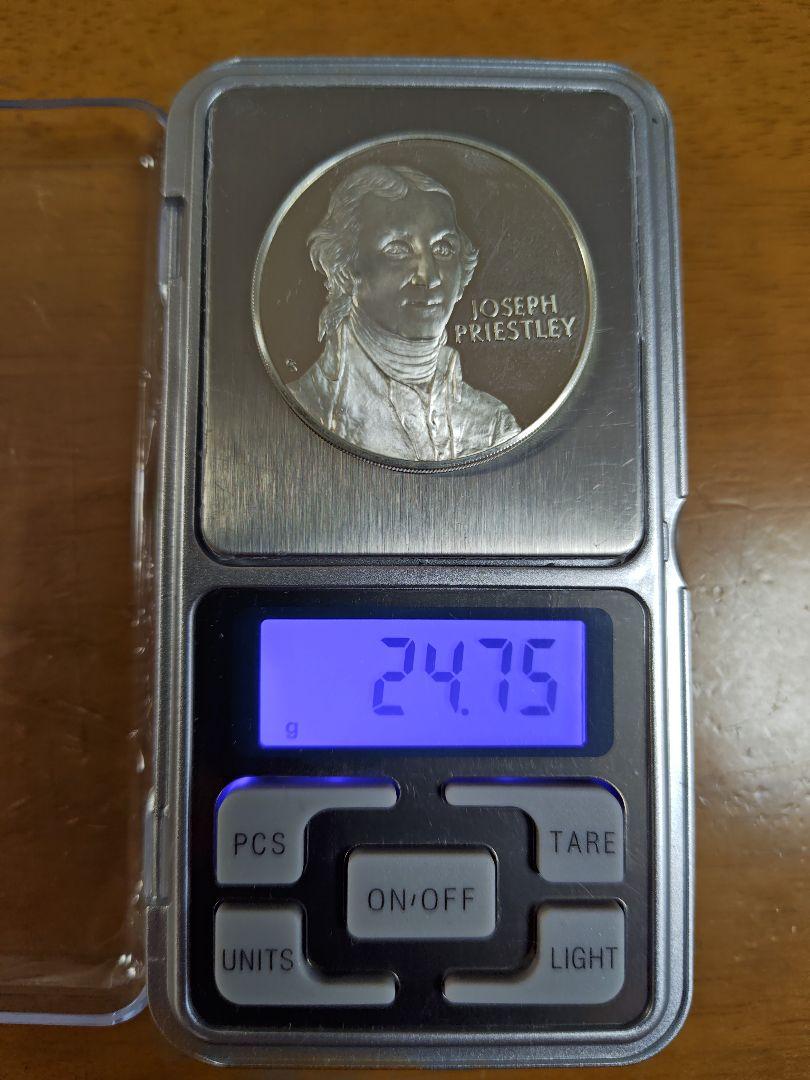 JOSEPH
PRIESTLEY
24.75
g
PCS
TARE
ON/OFF
UNITS
LIGHT